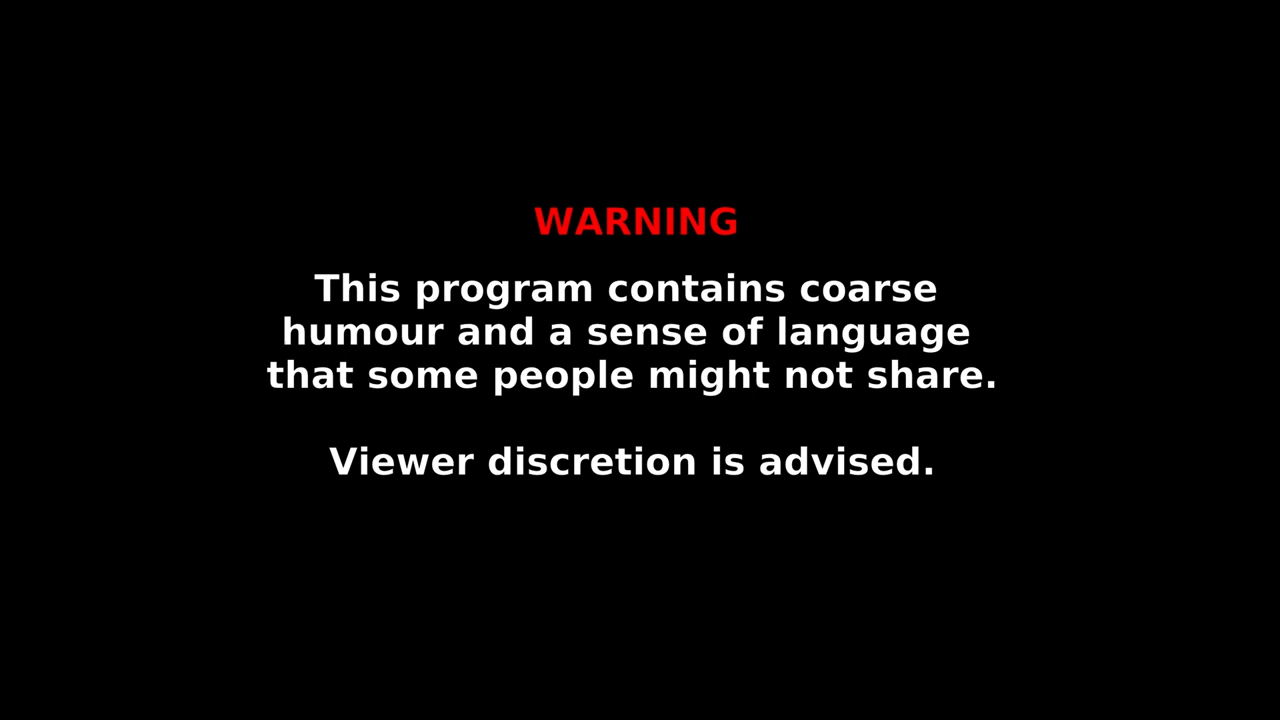 WARNING
This program contains coarse
humour and a sense of language
that some people might not share.
Viewer discretion is advised.